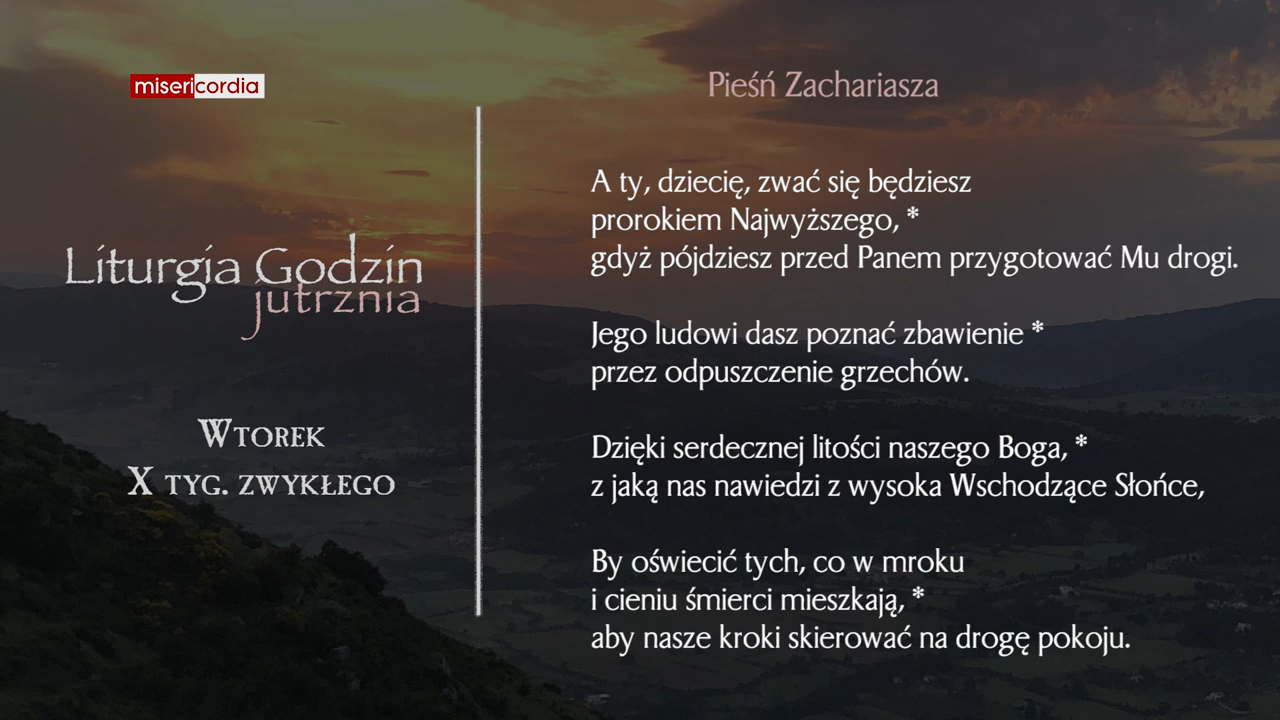 misericordia
Liturgia Godzin
jutrznia
Wtorek
X tyg. zwykłego
Pieśń Zachariasza
A ty, dziecię, zwać się będziesz
prorokiem Najwyższego, *
gdyż pójdziesz przed Panem przygotować Mu drogi.
Jego ludowi dasz poznać zbawienie *
przez odpuszczenie grzechów.
Dzięki serdecznej litości naszego Boga, *
z jaką nas nawiedzi z wysoka Wschodzące Słońce,
By oświecić tych, co w mroku
i cieniu śmierci mieszkają, *
aby nasze kroki skierować na drogę pokoju.